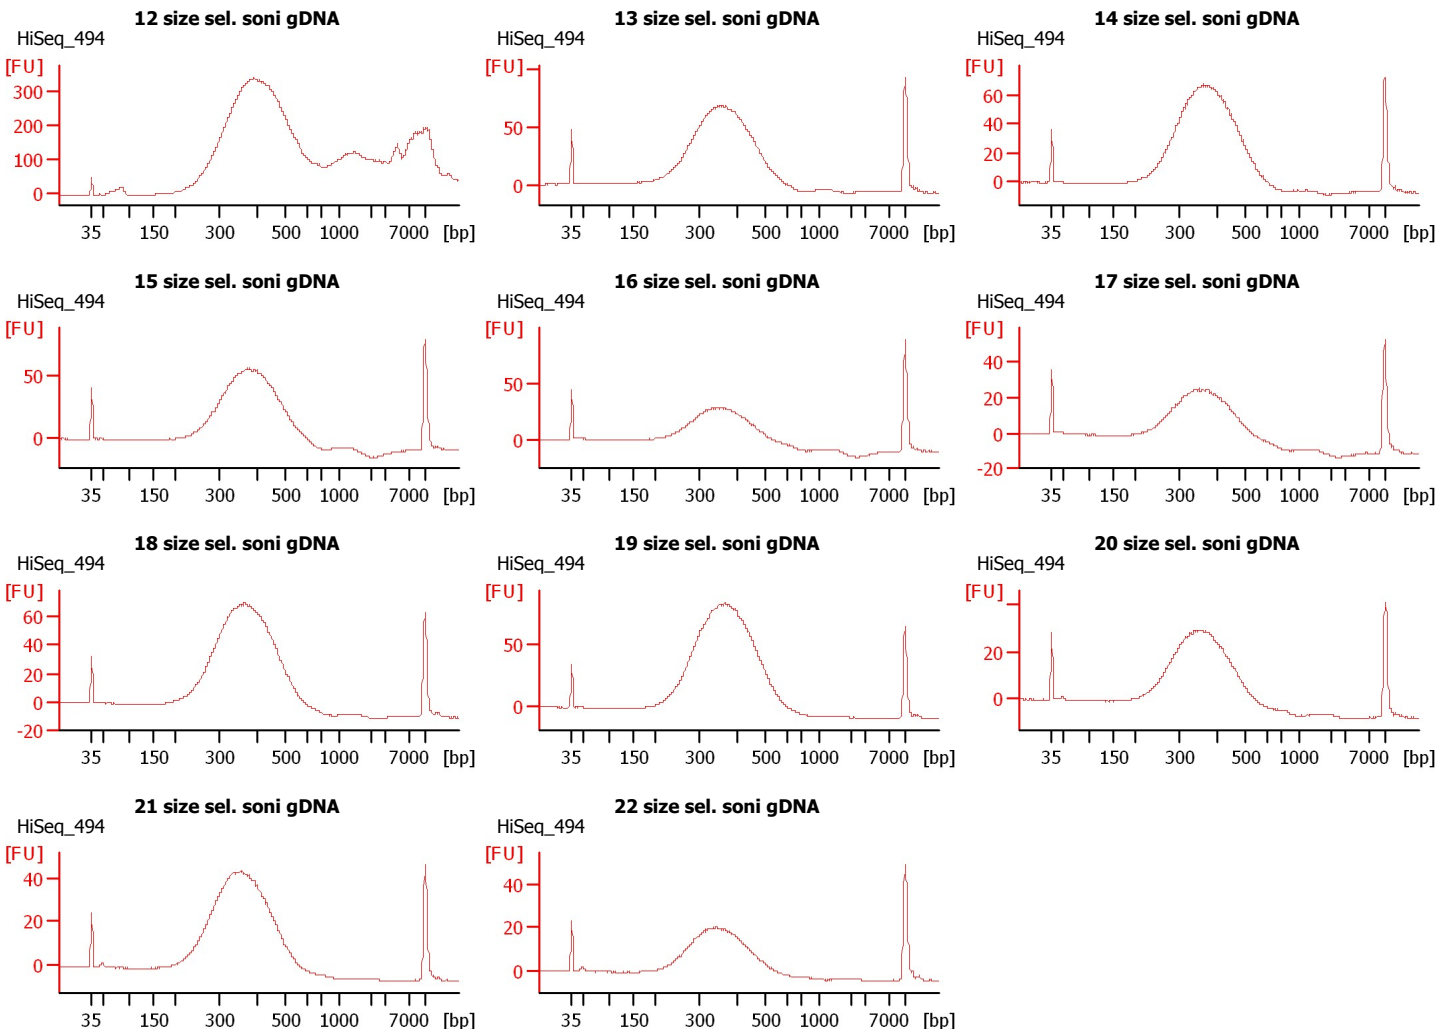 12 size sel. soni gDNA
HiSeq_494
[FU]
300
200
100
0
35 150 300 500 1000 7000 [bp]
13 size sel. soni gDNA
HiSeq_494
[FU]
50
0
35 150 300 500 1000 7000 [bp]
14 size sel. soni gDNA
HiSeq_494
[FU]
60
40
20
0
35 150 300 500 1000 7000 [bp]
15 size sel. soni gDNA
HiSeq_494
[FU]
50
0
35 150 300 500 1000 7000 [bp]
16 size sel. soni gDNA
HiSeq_494
[FU]
50
0
35 150 300 500 1000 7000 [bp]
17 size sel. soni gDNA
HiSeq_494
[FU]
40
20
0
-20
35 150 300 500 1000 7000 [bp]
18 size sel. soni gDNA
HiSeq_494
[FU]
60
40
20
0
-20
35 150 300 500 1000 7000 [bp]
19 size sel. soni gDNA
HiSeq_494
[FU]
50
0
35 150 300 500 1000 7000 [bp]
20 size sel. soni gDNA
HiSeq_494
[FU]
20
0
35 150 300 500 1000 7000 [bp]
21 size sel. soni gDNA
HiSeq_494
[FU]
40
20
0
35 150 300 500 1000 7000 [bp]
22 size sel. soni gDNA
HiSeq_494
[FU]
40
20
0
35 150 300 500 1000 7000 [bp]